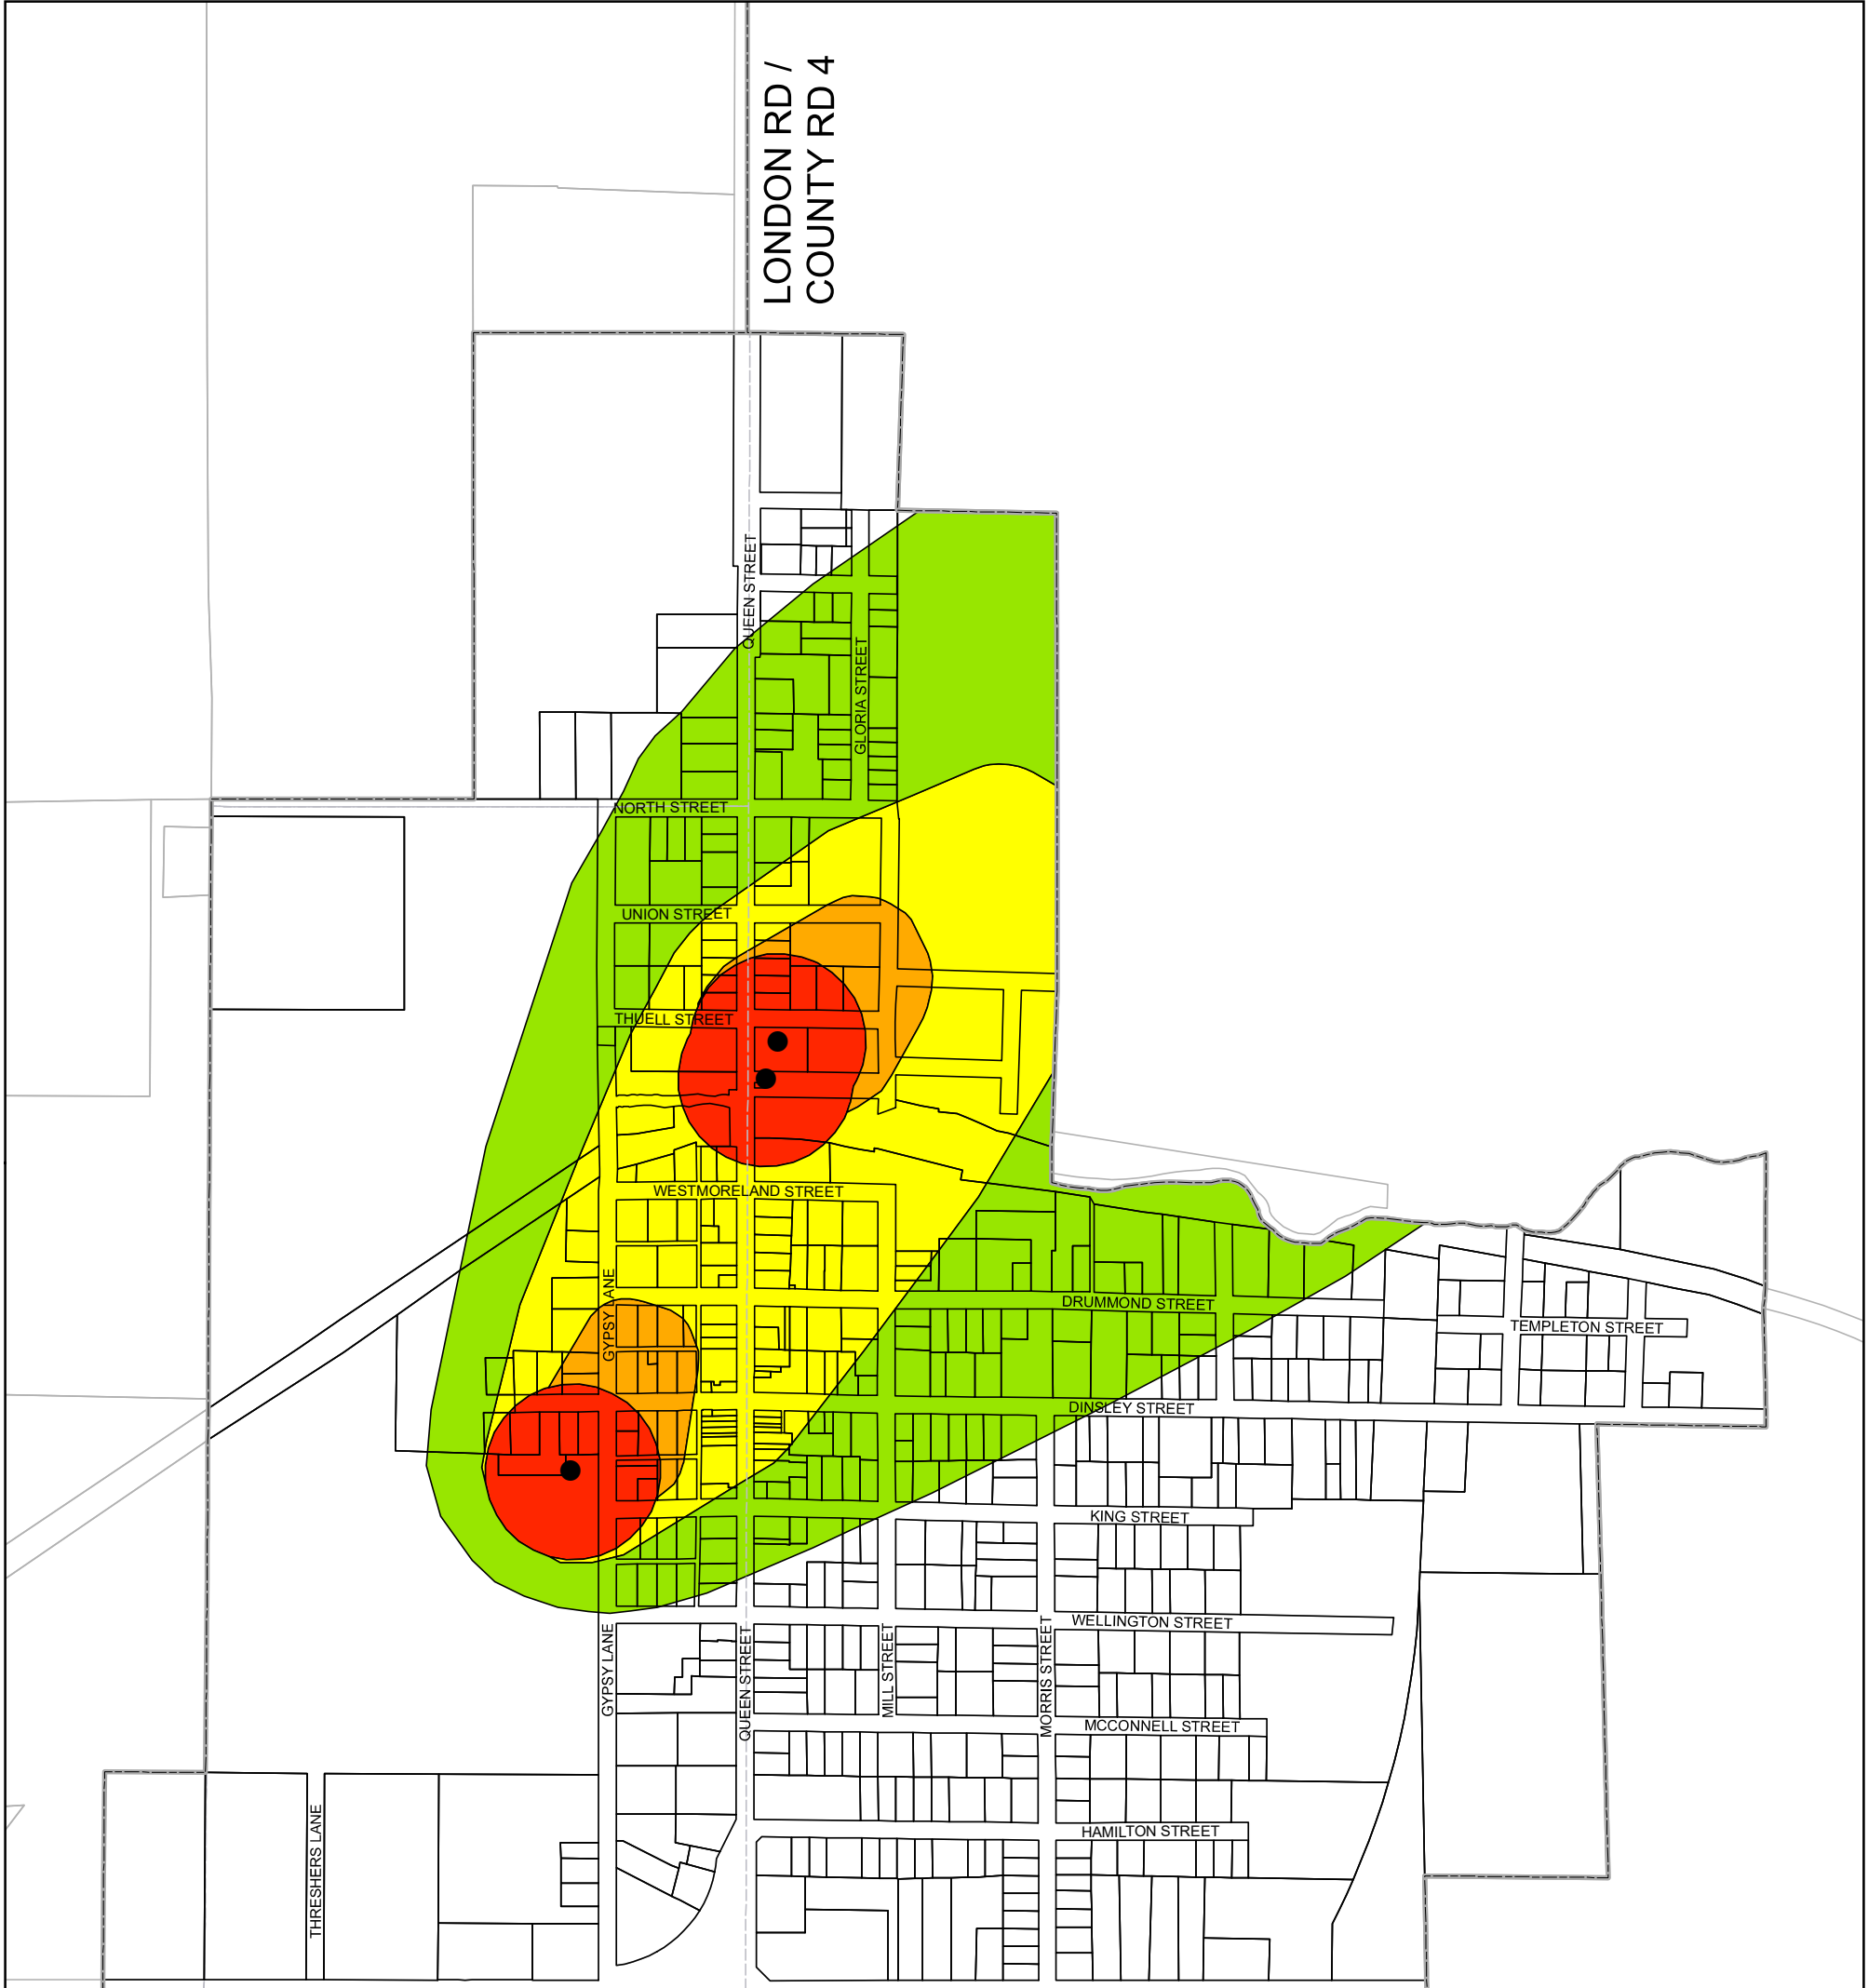 LONDON RD /
COUNTY RD 4
QUEEN STREET
GLORIA STREET
NORTH STREET
UNION STREET
THUELL STREET
WESTMORELAND STREET
GYPSY LANE
DRUMMOND STREET
TEMPLETON STREET
DINSLEY STREET
KING STREET
WELLINGTON STREET
GYPSY LANE
QUEEN STREET
MILL STREET
MORRIS STREET
MCCONNELL STREET
THRESHERS LANE
HAMILTON STREET